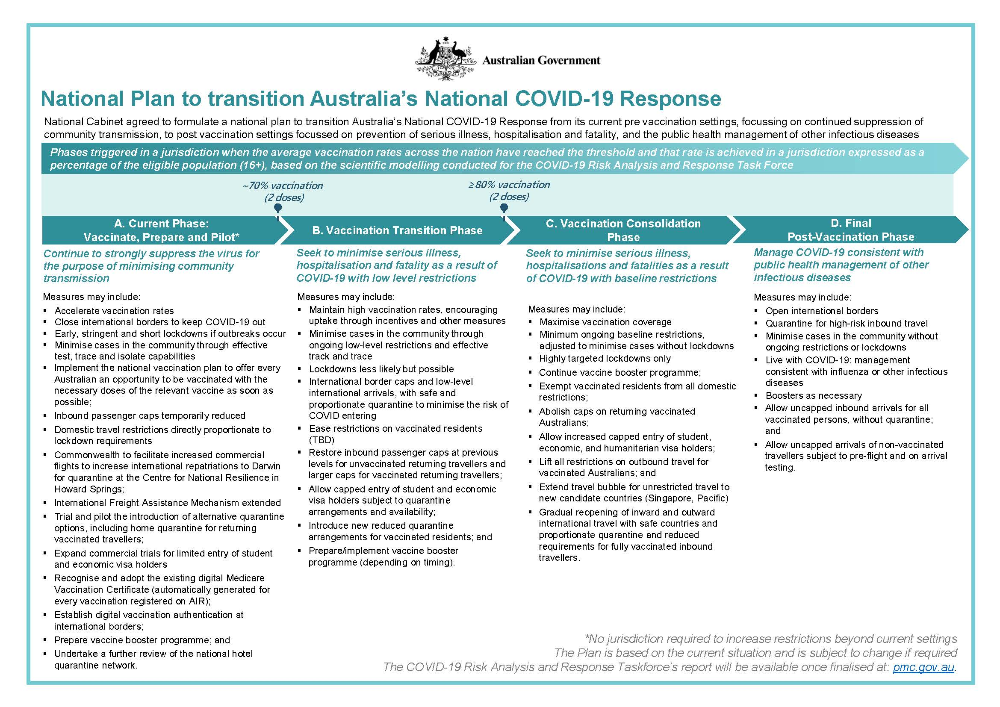 AUSTRALIA
Australian Government
National Plan to transition Australia's National COVID-19 Response
National Cabinet agreed to formulate a national plan to transition Australia's National COVID-19 Response from its current pre vaccination settings, focussing on continued suppression of
community transmission, to post vaccination settings focussed on prevention of serious illness, hospitalisation and fatality, and the public health management of other infectious diseases
Phases triggered in a jurisdiction when the average vaccination rates across the nation have reached the threshold and that rate is achieved in a jurisdiction expressed as a
percentage of the eligible population (16+), based on the scientific modelling conducted for the COVID-19 Risk Analysis and Response Task Force
~70% vaccination
(2 doses)
≥80% vaccination
(2 doses)
A. Current Phase:
Vaccinate, Prepare and Pilot*
Continue to strongly suppress the virus for
the purpose of minimising community
transmission
Measures may include:
▪ Accelerate vaccination rates
▪ Close international borders to keep COVID-19 out
▪ Early, stringent and short lockdowns if outbreaks occur
▪ Minimise cases in the community through effective
test, trace and isolate capabilities
▪ Implement the national vaccination plan to offer every
Australian an opportunity to be vaccinated with the
necessary doses of the relevant vaccine as soon as
possible;
▪ Inbound passenger caps temporarily reduced
▪ Domestic travel restrictions directly proportionate to
lockdown requirements
▪ Commonwealth to facilitate increased commercial
flights to increase international repatriations to Darwin
for quarantine at the Centre for National Resilience in
Howard Springs;
▪ International Freight Assistance Mechanism extended
▪ Trial and pilot the introduction of alternative quarantine
options, including home quarantine for returning
vaccinated travellers;
▪ Expand commercial trials for limited entry of student
and economic visa holders
▪ Recognise and adopt the existing digital Medicare
Vaccination Certificate (automatically generated for
every vaccination registered on AIR);
▪ Establish digital vaccination authentication at
international borders;
▪ Prepare vaccine booster programme; and
▪ Undertake a further review of the national hotel
quarantine network.
B. Vaccination Transition Phase
Seek to minimise serious illness,
hospitalisation and fatality as a result of
COVID-19 with low level restrictions
Measures may include:
▪ Maintain high vaccination rates, encouraging
uptake through incentives and other measures
▪ Minimise cases in the community through
ongoing low-level restrictions and effective
track and trace
▪ Lockdowns less likely but possible
▪ International border caps and low-level
international arrivals, with safe and
proportionate quarantine to minimise the risk of
COVID entering
▪ Ease restrictions on vaccinated residents
(TBD)
▪ Restore inbound passenger caps at previous
levels for unvaccinated returning travellers and
larger caps for vaccinated returning travellers;
▪ Allow capped entry of student and economic
visa holders subject to quarantine
arrangements and availability;
▪ Introduce new reduced quarantine
arrangements for vaccinated residents; and
▪ Prepare/implement vaccine booster
programme (depending on timing).
C. Vaccination Consolidation
Phase
Seek to minimise serious illness,
hospitalisations and fatalities as a result
of COVID-19 with baseline restrictions
Measures may include:
▪ Maximise vaccination coverage
▪ Minimum ongoing baseline restrictions,
adjusted to minimise cases without lockdowns
▪ Highly targeted lockdowns only
▪ Continue vaccine booster programme;
▪ Exempt vaccinated residents from all domestic
restrictions;
▪ Abolish caps on returning vaccinated
Australians;
▪ Allow increased capped entry of student,
economic, and humanitarian visa holders;
▪ Lift all restrictions on outbound travel for
vaccinated Australians; and
▪ Extend travel bubble for unrestricted travel to
new candidate countries (Singapore, Pacific)
▪ Gradual reopening of inward and outward
international travel with safe countries and
proportionate quarantine and reduced
requirements for fully vaccinated inbound
travellers.
D. Final
Post-Vaccination Phase
Manage COVID-19 consistent with
public health management of other
infectious diseases
Measures may include:
▪ Open international borders
▪ Quarantine for high-risk inbound travel
▪ Minimise cases in the community without
ongoing restrictions or lockdowns
▪ Live with COVID-19: management
consistent with influenza or other infectious
diseases
▪ Boosters as necessary
▪ Allow uncapped inbound arrivals for all
vaccinated persons, without quarantine;
and
▪ Allow uncapped arrivals of non-vaccinated
travellers subject to pre-flight and on arrival
testing.
*No jurisdiction required to increase restrictions beyond current settings
The Plan is based on the current situation and is subject to change if required
The COVID-19 Risk Analysis and Response Taskforce's report will be available once finalised at: pmc.gov.au.